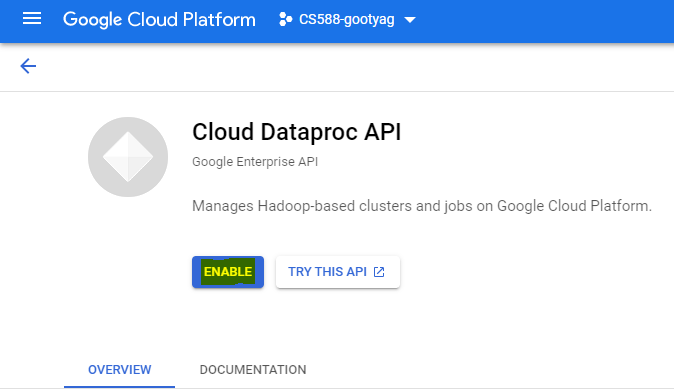 Google Cloud Platform CS588-gootyag
Cloud Dataproc API
Google Enterprise API
Manages Hadoop-based clusters and jobs on Google Cloud Platform.
ENABLE TRY THIS API
OVERVIEW DOCUMENTATION